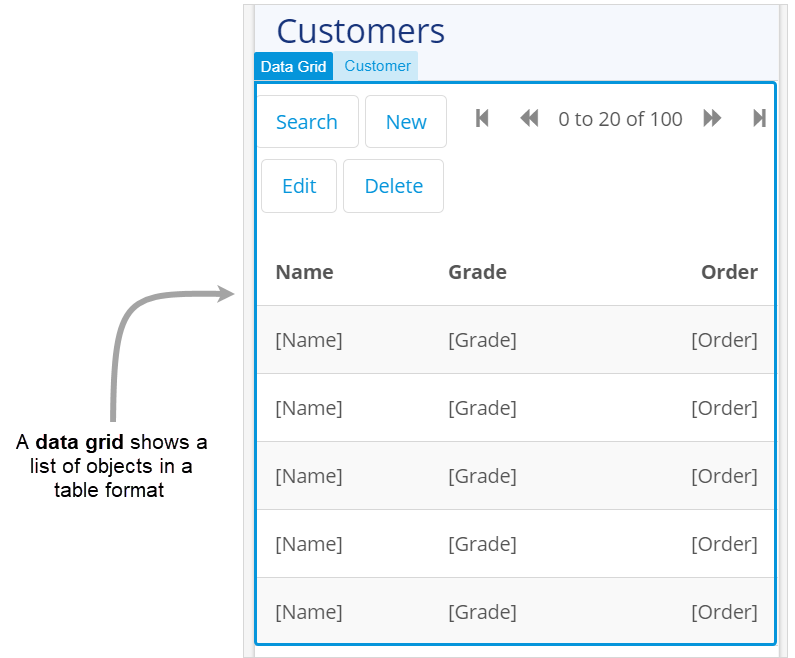 Customers
Data Grid Customer
Search New 0 to 20 of 100
Edit Delete
Name Grade Order
[Name] [Grade] [Order]
[Name] [Grade] [Order]
[Name] [Grade] [Order]
[Name] [Grade] [Order]
[Name] [Grade] [Order]
A data grid shows a
list of objects in a
table format